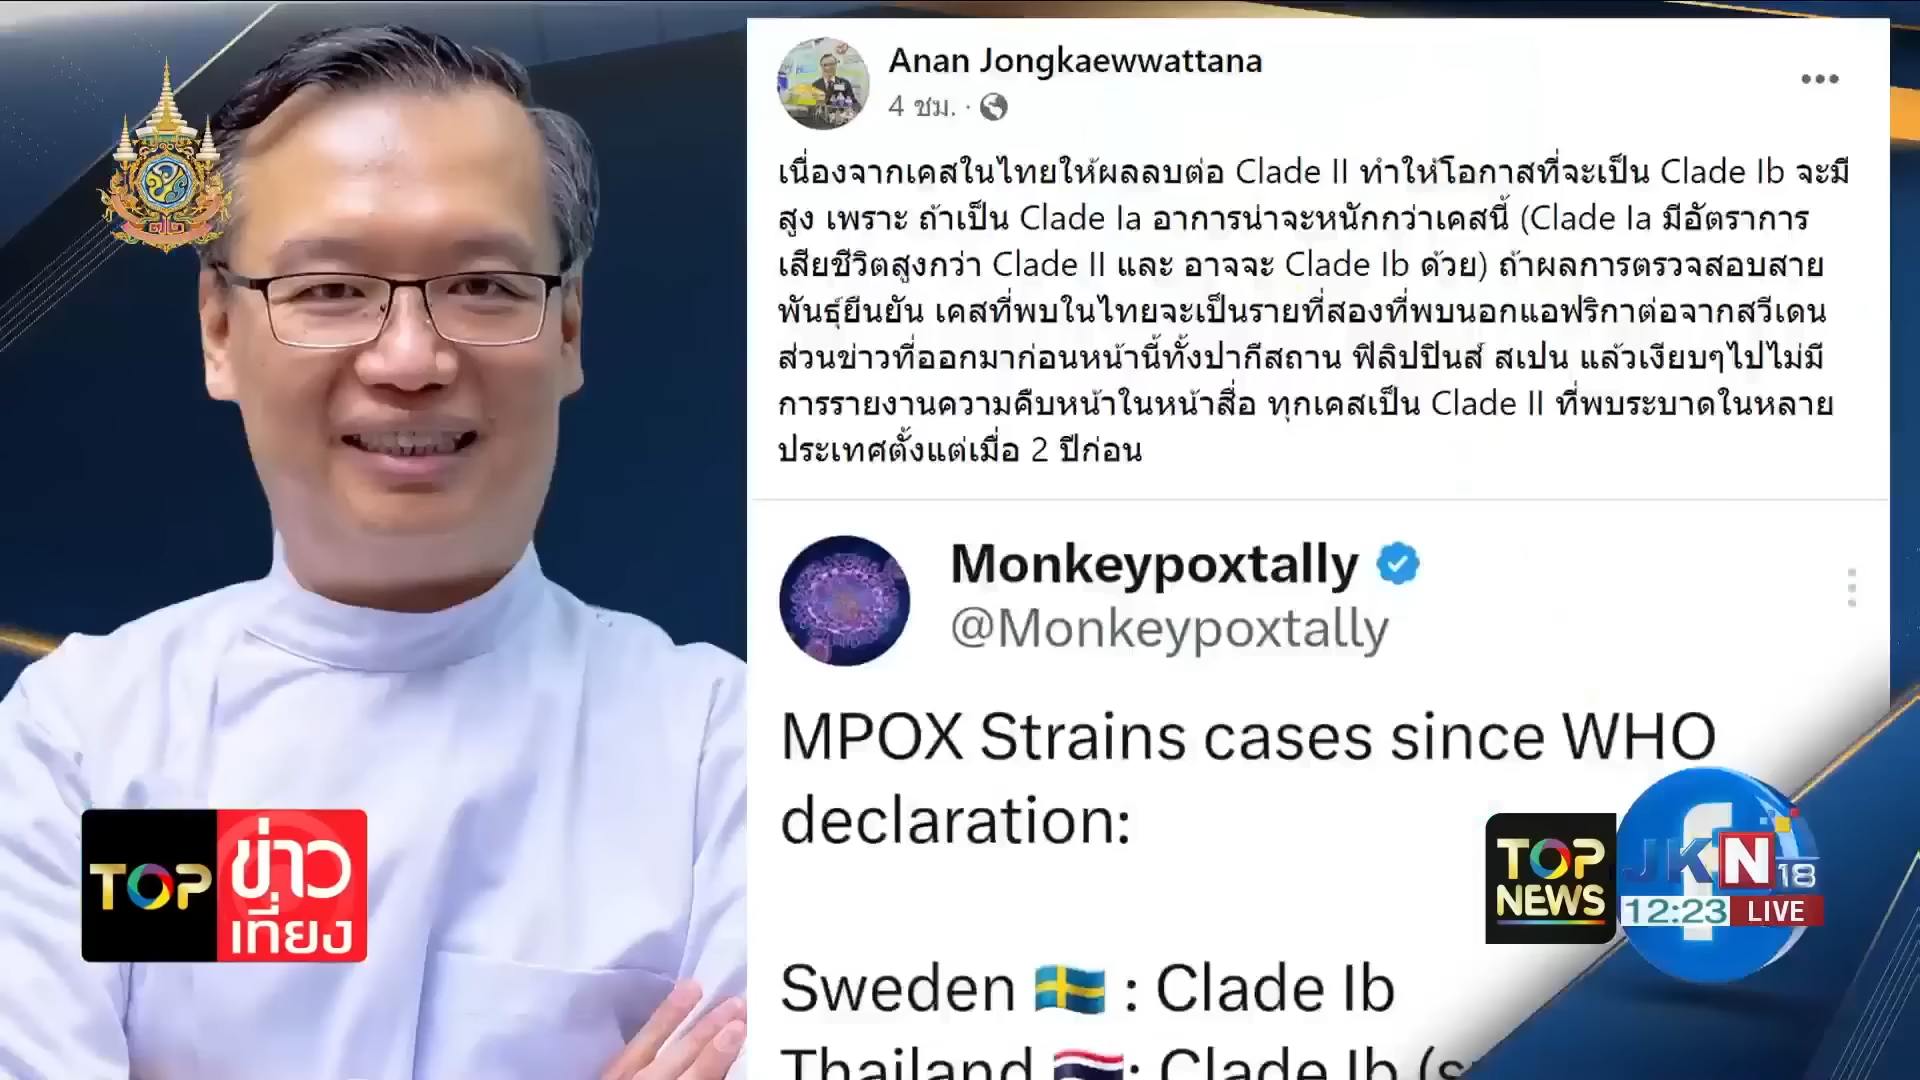 Anan Jongkaewwattana
4 ชม. ·
เนื่องจากเคสในไทยให้ผลลบต่อ Clade II ทำให้โอกาสที่จะเป็น Clade Ib จะมี
สูง เพราะ ถ้าเป็น Clade Ia อาการน่าจะหนักกว่าเคสนี้ (Clade Ia มีอัตราการ
เสียชีวิตสูงกว่า Clade II และ อาจจะ Clade Ib ด้วย) ถ้าผลการตรวจสอบสาย
พันธุ์ยืนยัน เคสที่พบในไทยจะเป็นรายที่สองที่พบนอกแอฟริกาต่อจากสวีเดน
ส่วนข่าวที่ออกมาก่อนหน้านี้ทั้งปากีสถาน ฟิลิปปินส์ สเปน แล้วเงียบๆไปไม่มี
การรายงานความคืบหน้าในหน้าสื่อ ทุกเคสเป็น Clade II ที่พบระบาดในหลาย
ประเทศตั้งแต่เมื่อ 2 ปีก่อน
Monkeypoxtally
@Monkeypoxtally
MPOX Strains cases since WHO
declaration:
Sweden : Clade Ib
Thailand : Clade Ib (s
TOP ข่าว
เที่ยง
TOP
NEWS
JKN 18
12:23 LIVE